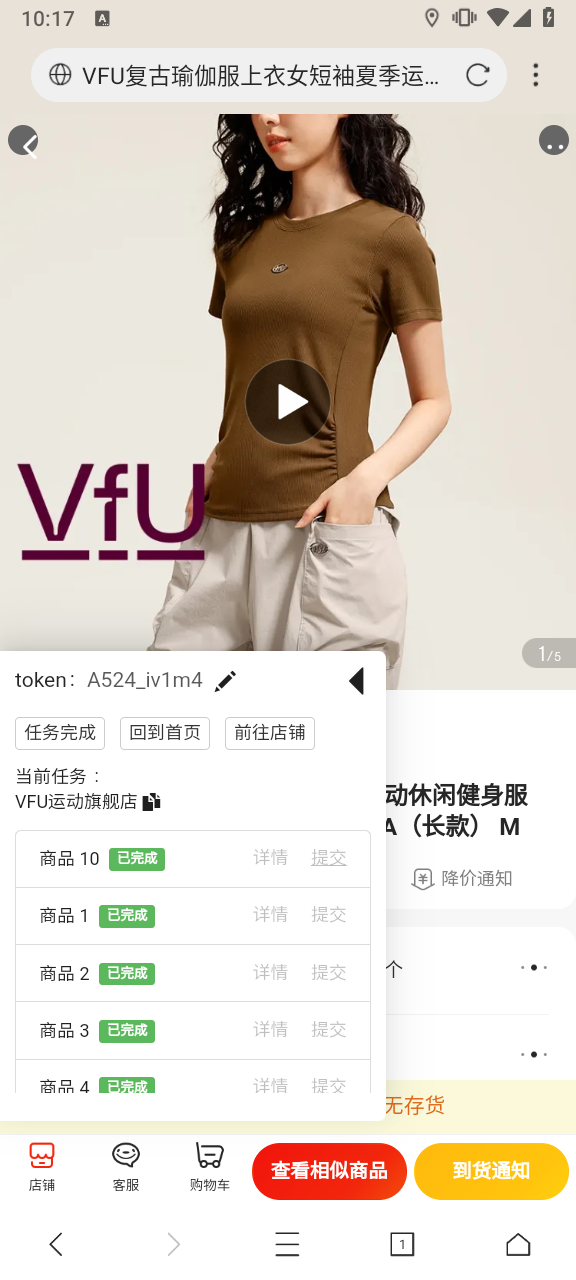 10:17
A
VFU复古瑜伽服上衣女短袖夏季运...
VfU
1/5
token： A524_iv1m4
任务完成 回到首页 前往店铺
当前任务：
VFU运动旗舰店
动休闲健身服
A（长款） M
降价通知
商品 10 已完成 详情 提交
商品 1 已完成 详情 提交
商品 2 已完成 详情 提交
个
商品 3 已完成 详情 提交
商品 4 已完成 详情 提交
无存货
店铺 客服 购物车 查看相似商品 到货通知
1